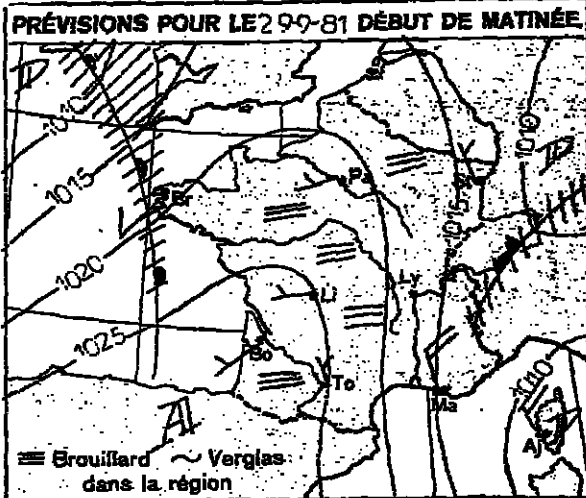 PRÉVISIONS POUR LE 29-9-81 DÉBUT DE MATINÉE
D
1010
1015
1020
1025
Br
Pa
Li
Bo
To
Ly
Ma
Aj
1015
1010
D
1010
A
≡ Brouillard ∼ Verglas
dans la région